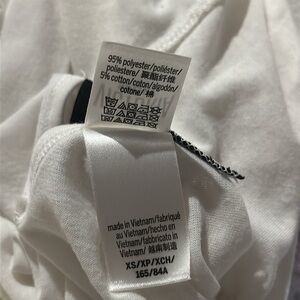 95% polyester/poliéster/
poliestere/ 聚酯纤维
5% cotton/coton/algodón/
cotone/ 棉
made in Vietnam/fabriqué
au Vietnam/hecho en
Vietnam/fabbricato in
Vietnam/ 越南制造
XS/XP/XCH/
165/84A